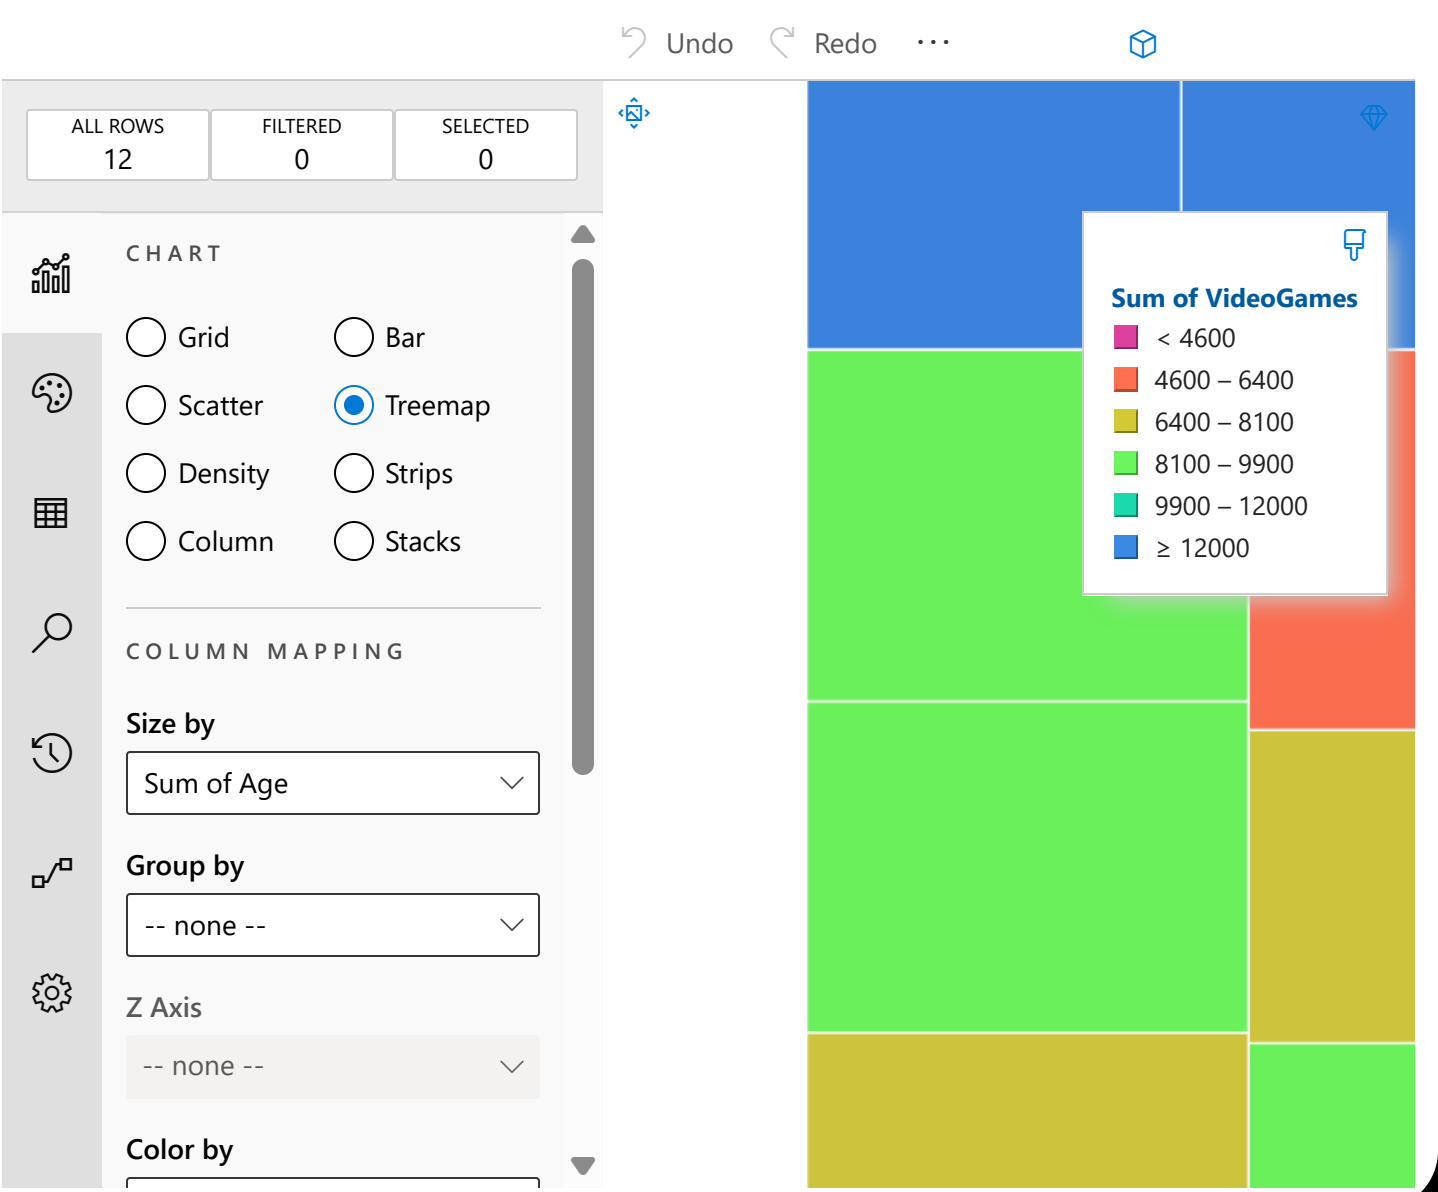 Undo Redo ···
ALL ROWS FILTERED SELECTED
12 0 0
CHART
Grid Bar
Scatter Treemap
Density Strips
Column Stacks
COLUMN MAPPING
Size by
Sum of Age
Group by
-- none --
Z Axis
-- none --
Color by
Sum of VideoGames
< 4600
4600 – 6400
6400 – 8100
8100 – 9900
9900 – 12000
≥ 12000